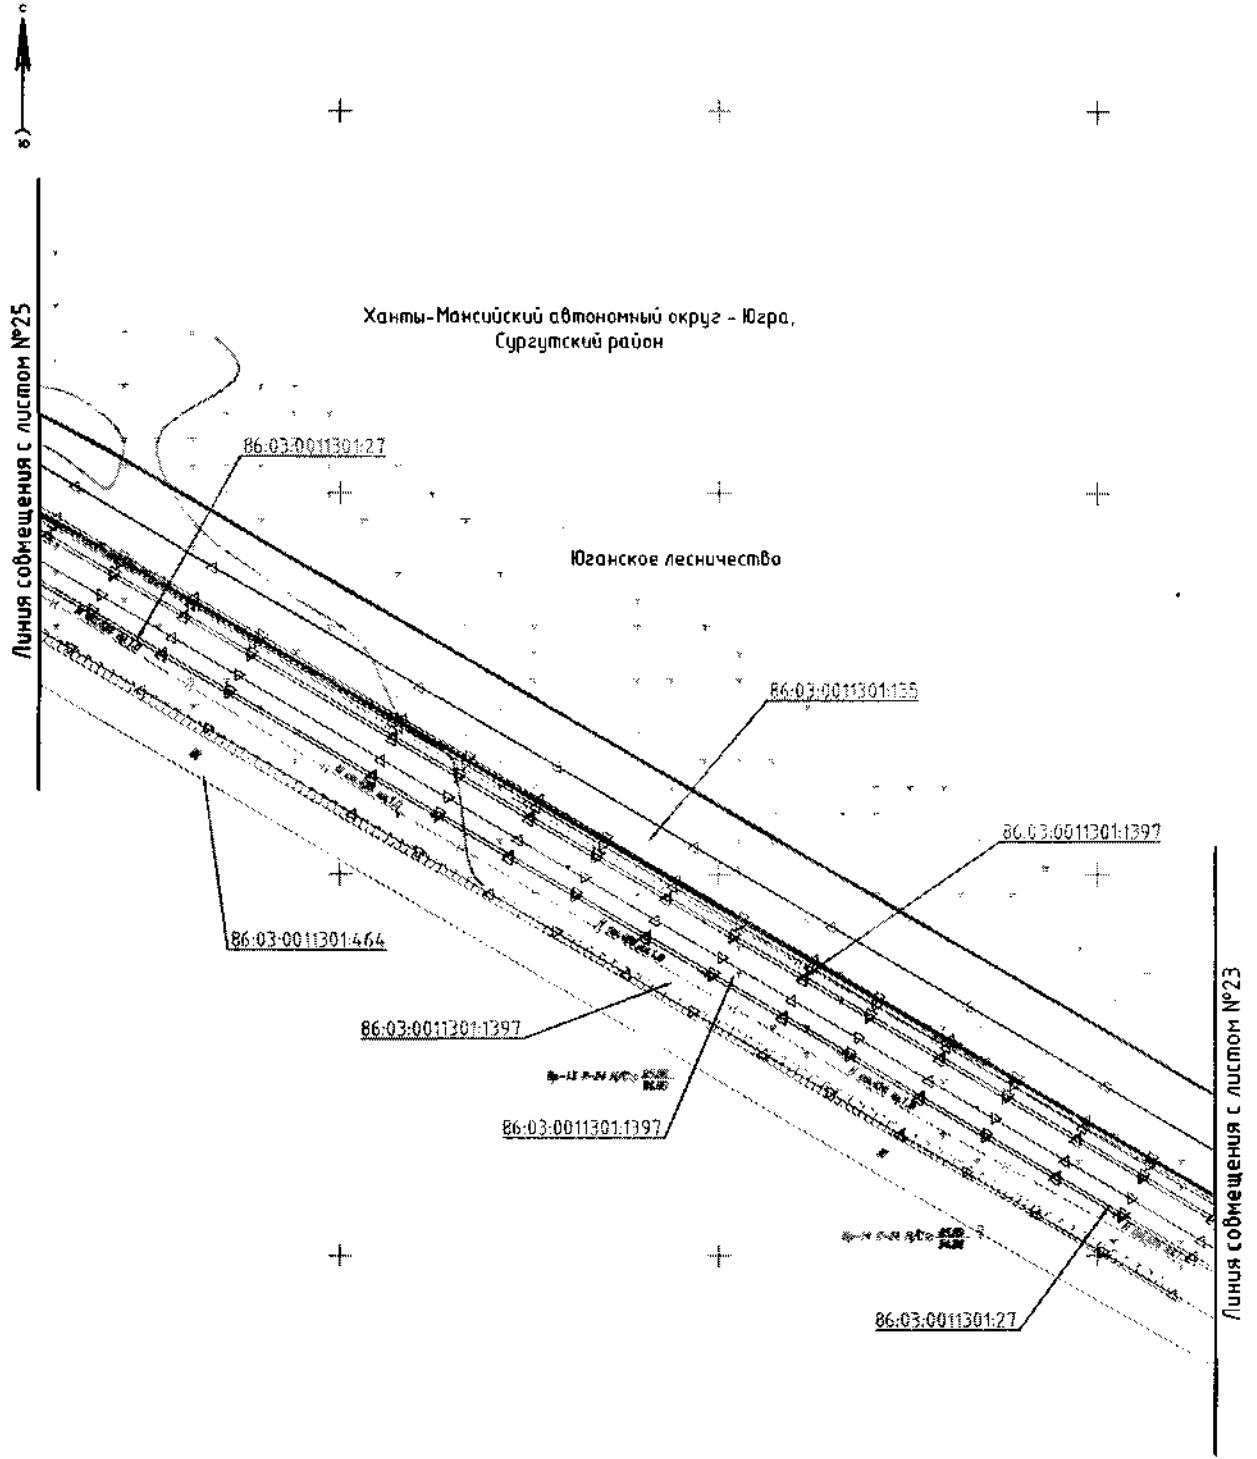 с
Линия совмещения с листом №25
Ханты-Мансийский автономный округ – Югра,
Сургутский район
86:03:0011301:27
Юганское лесничество
86:03:0011301:135
86:03:0011301:1397
86:03:0011301:464
86:03:0011301:1397
86:03:0011301:1397
86:03:0011301:27
Линия совмещения с листом №23